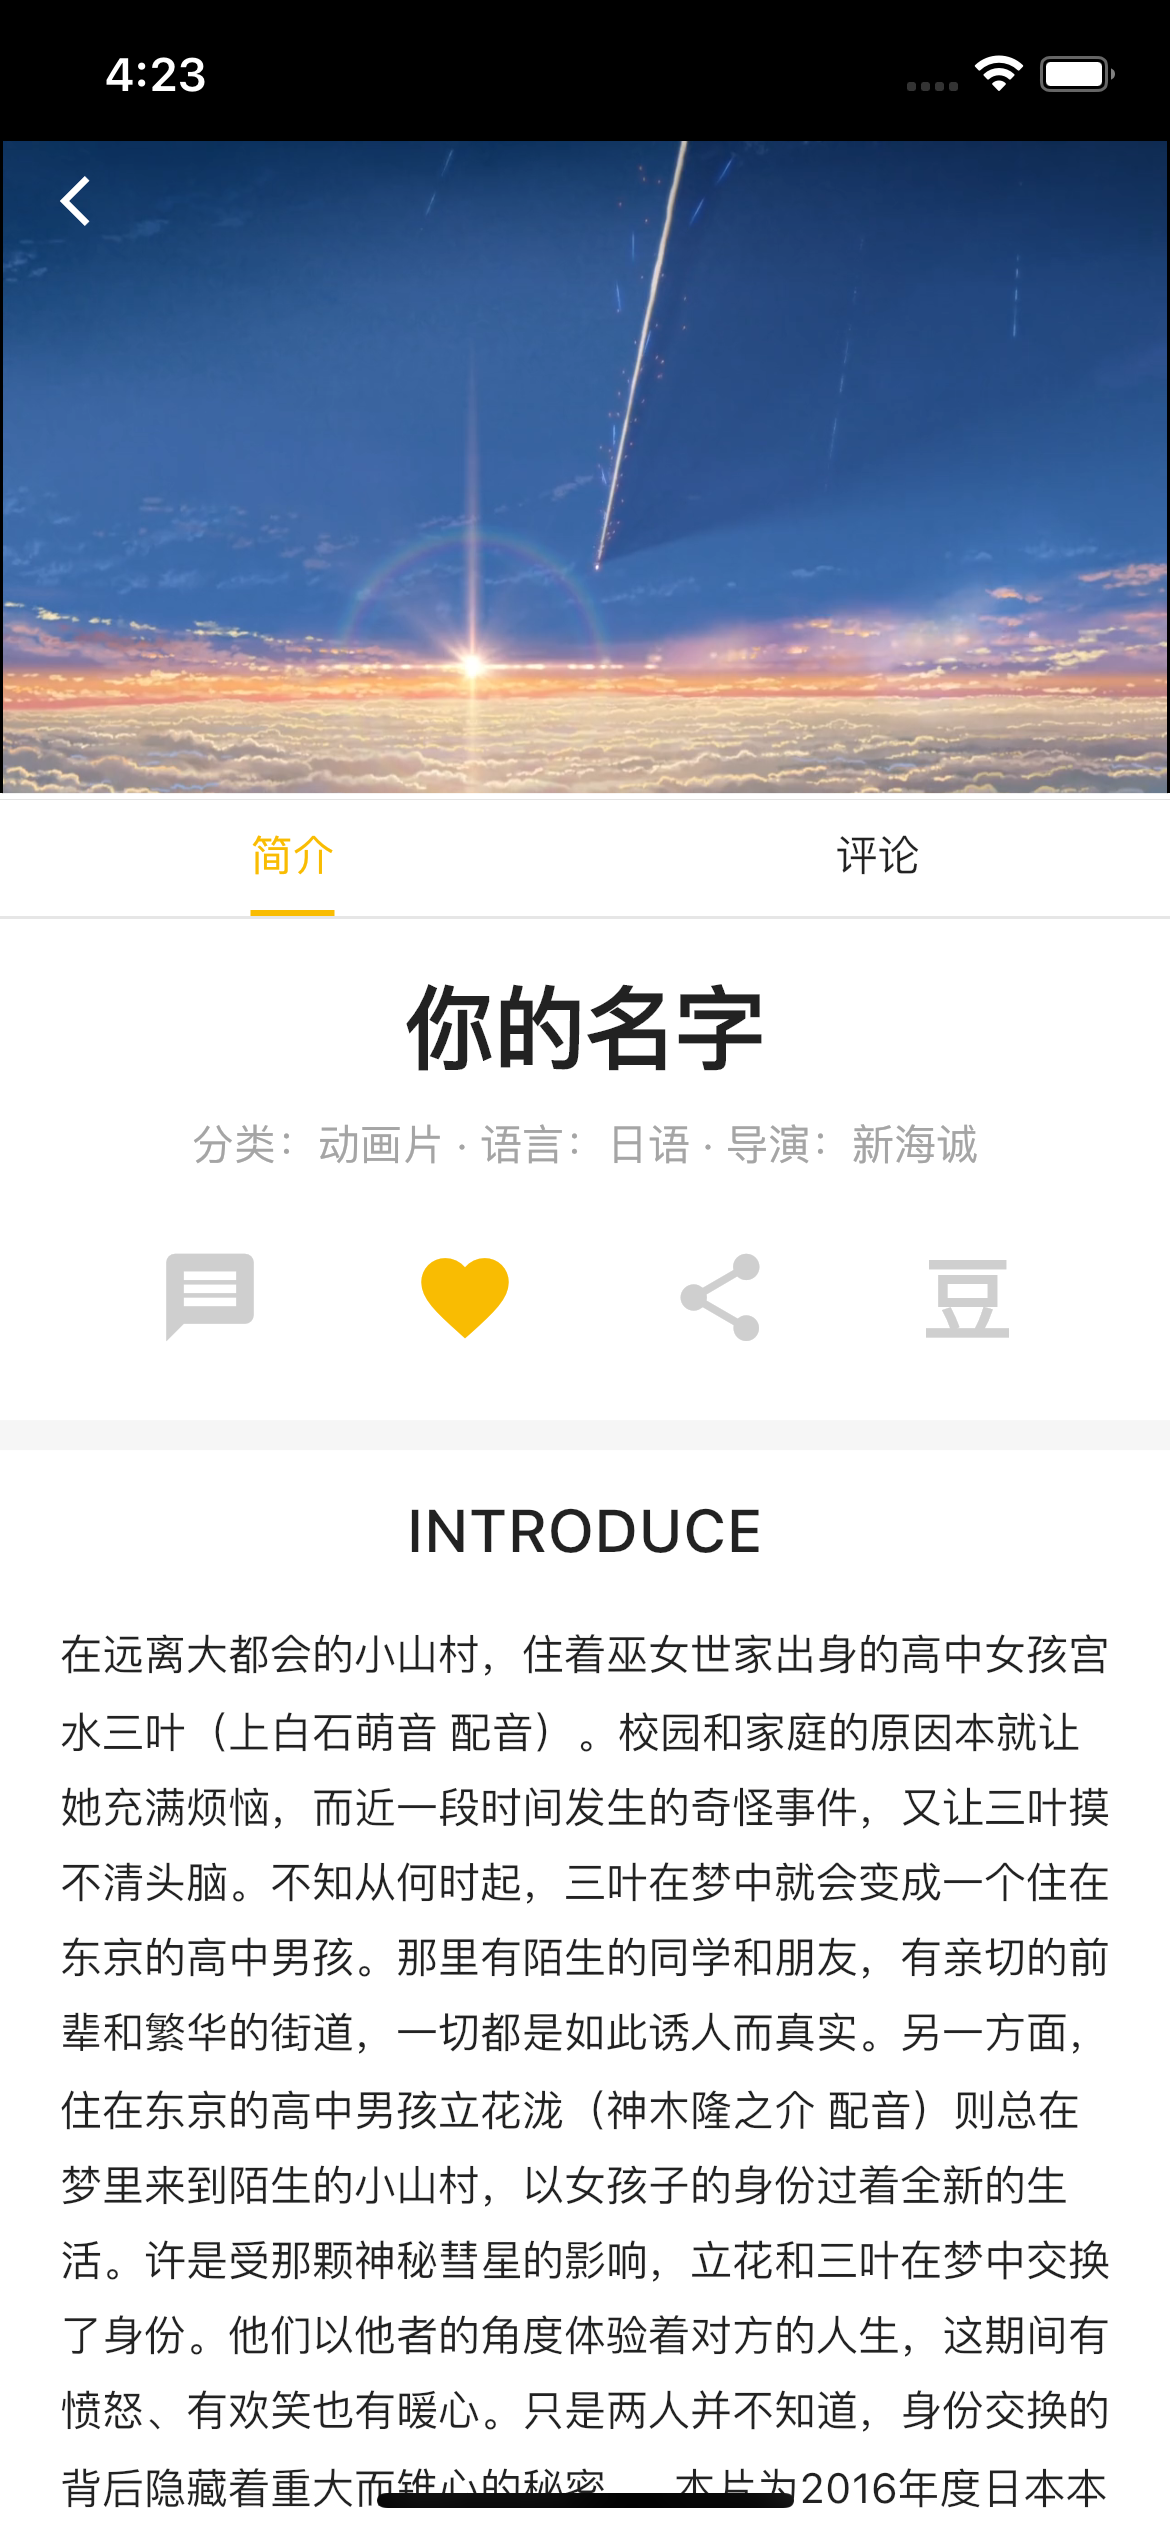 4:23
简介
评论
你的名字
分类：动画片 · 语言：日语 · 导演：新海诚
豆
INTRODUCE
在远离大都会的小山村，住着巫女世家出身的高中女孩宫
水三叶（上白石萌音 配音）。校园和家庭的原因本就让
她充满烦恼，而近一段时间发生的奇怪事件，又让三叶摸
不清头脑。不知从何时起，三叶在梦中就会变成一个住在
东京的高中男孩。那里有陌生的同学和朋友，有亲切的前
辈和繁华的街道，一切都是如此诱人而真实。另一方面，
住在东京的高中男孩立花泷（神木隆之介 配音）则总在
梦里来到陌生的小山村，以女孩子的身份过着全新的生
活。许是受那颗神秘彗星的影响，立花和三叶在梦中交换
了身份。他们以他者的角度体验着对方的人生，这期间有
愤怒、有欢笑也有暖心。只是两人并不知道，身份交换的
背后隐藏着重大而锥心的秘密 本片为2016年度日本本